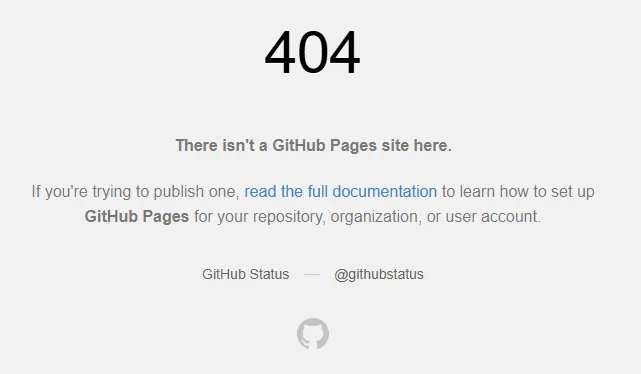 404
There isn't a GitHub Pages site here.
If you're trying to publish one, read the full documentation to learn how to set up
GitHub Pages for your repository, organization, or user account.
GitHub Status — @githubstatus